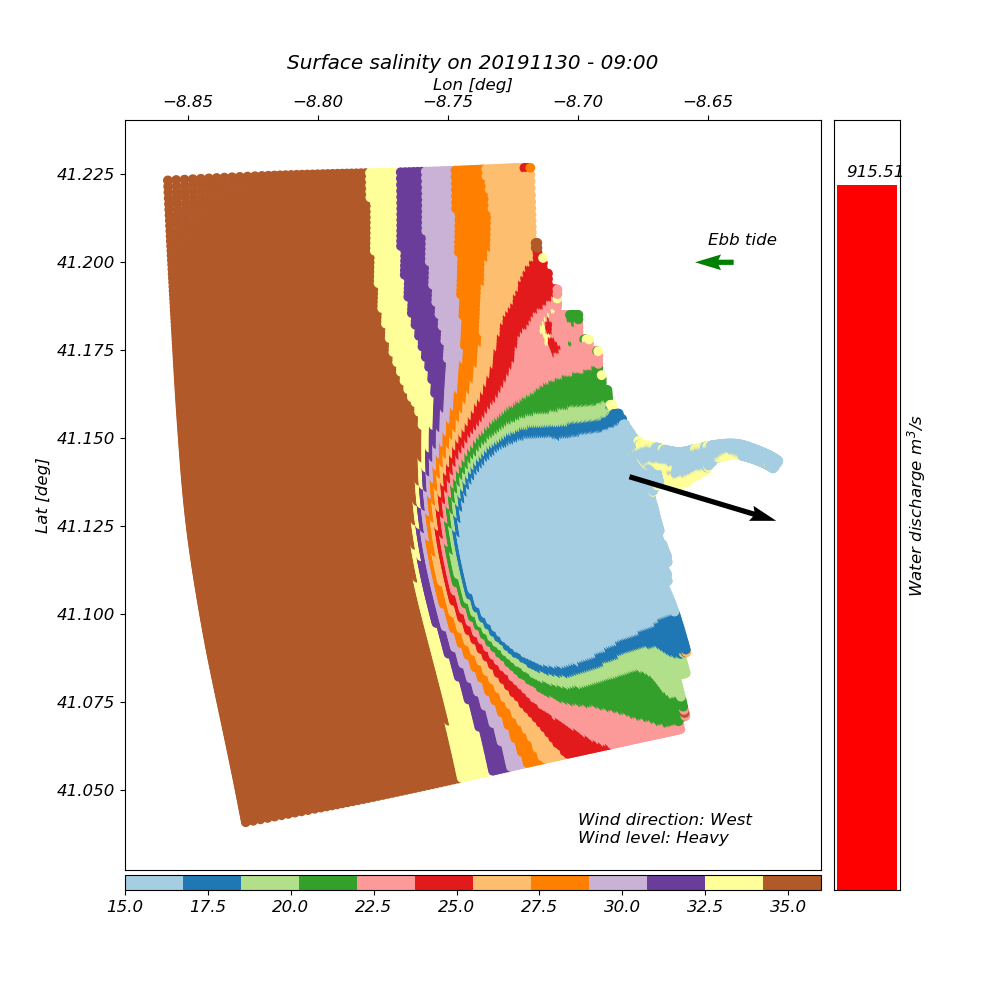 Surface salinity on 20191130 - 09:00
Lon [deg]
−8.85 −8.80 −8.75 −8.70 −8.65
915.51
41.225
Ebb tide
41.200
41.175
41.150
Lat [deg]
41.125
41.100
41.075
41.050
Water discharge m³/s
Wind direction: West
Wind level: Heavy
15.0 17.5 20.0 22.5 25.0 27.5 30.0 32.5 35.0